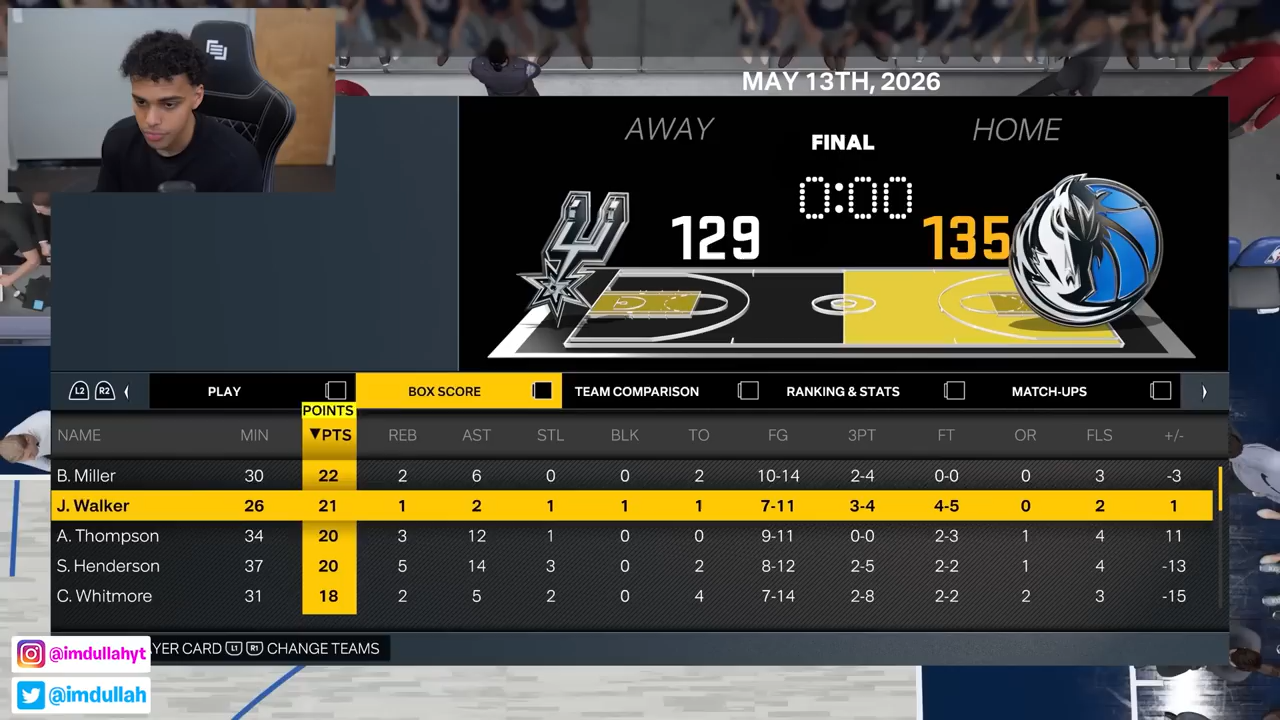 MAY 13TH, 2026
AWAY
FINAL
HOME
129
0:00
135
L2 R2 PLAY BOX SCORE TEAM COMPARISON RANKING & STATS MATCH-UPS
POINTS
NAME MIN ▼PTS REB AST STL BLK TO FG 3PT FT OR FLS +/-
B. Miller 30 22 2 6 0 0 2 10-14 2-4 0-0 0 3 -3
J. Walker 26 21 1 2 1 1 1 7-11 3-4 4-5 0 2 1
A. Thompson 34 20 3 12 1 0 0 9-11 0-0 2-3 1 4 11
S. Henderson 37 20 5 14 3 0 2 8-12 2-5 2-2 1 4 -13
C. Whitmore 31 18 2 5 2 0 4 7-14 2-8 2-2 2 3 -15
YER CARD L1 R1 CHANGE TEAMS
@imdullahyt
@imdullah